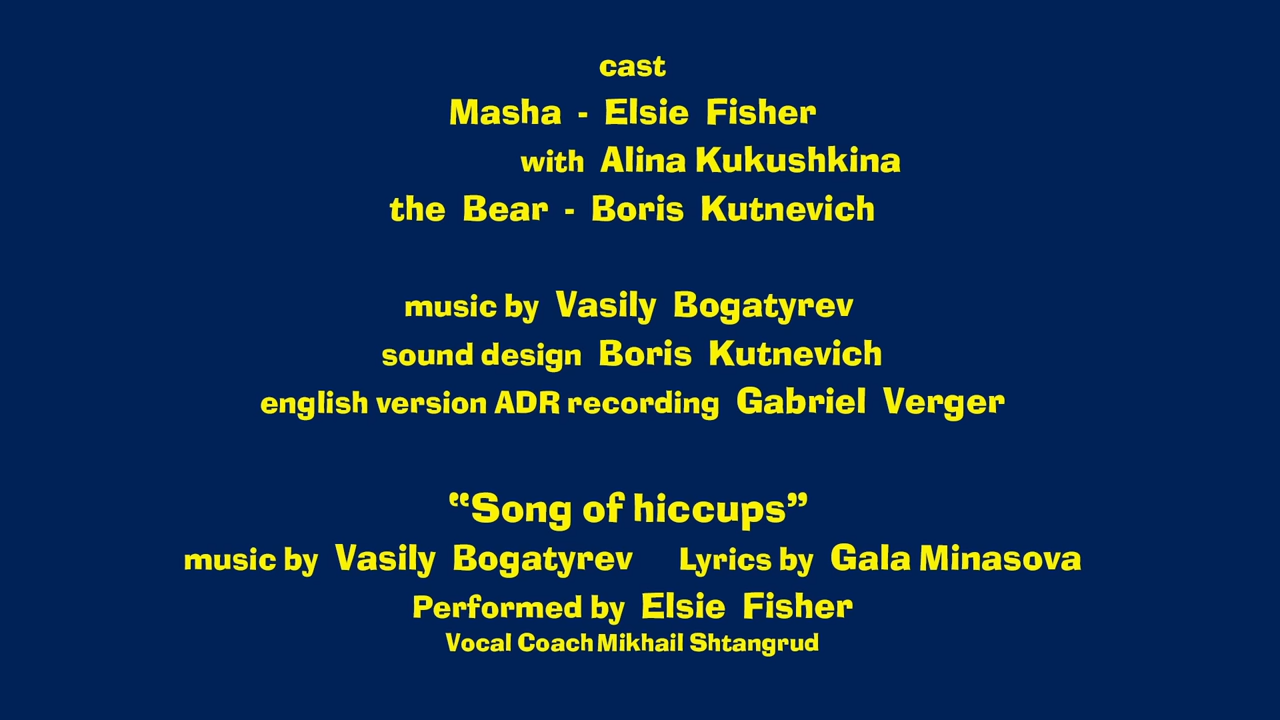 cast
Masha - Elsie Fisher
with Alina Kukushkina
the Bear - Boris Kutnevich
music by Vasily Bogatyrev
sound design Boris Kutnevich
english version ADR recording Gabriel Verger
“Song of hiccups”
music by Vasily Bogatyrev Lyrics by Gala Minasova
Performed by Elsie Fisher
Vocal Coach Mikhail Shtangrud